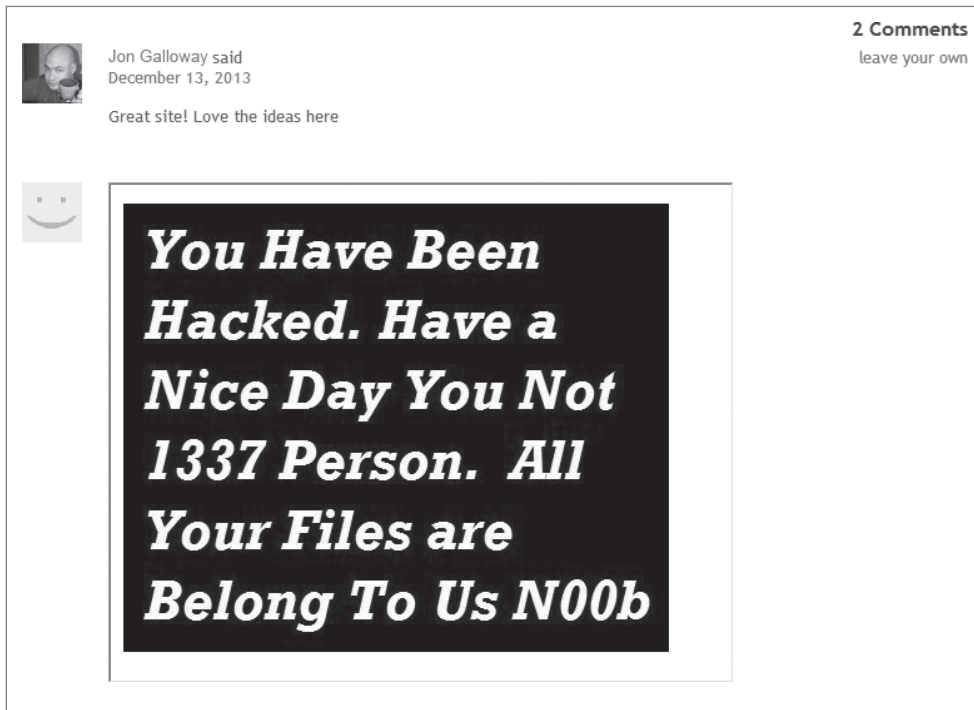 2 Comments
leave your own
Jon Galloway said
December 13, 2013
Great site! Love the ideas here
You Have Been
Hacked. Have a
Nice Day You Not
1337 Person. All
Your Files are
Belong To Us N00b